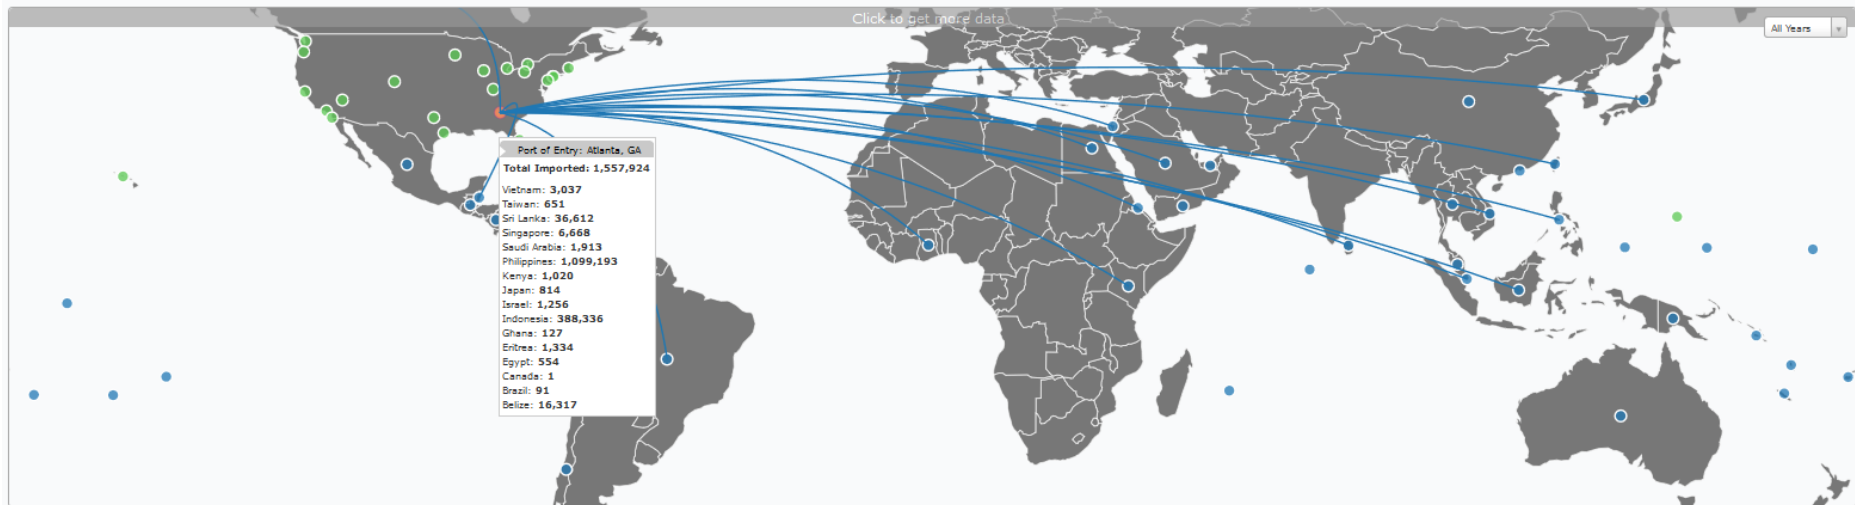 Click to get more data
All Years
Port of Entry: Atlanta, GA
Total Imported: 1,557,924
Vietnam: 3,037
Taiwan: 651
Sri Lanka: 36,612
Singapore: 6,668
Saudi Arabia: 1,913
Philippines: 1,099,193
Kenya: 1,020
Japan: 814
Israel: 1,256
Indonesia: 388,336
Ghana: 127
Eritrea: 1,334
Egypt: 554
Canada: 1
Brazil: 91
Belize: 16,317